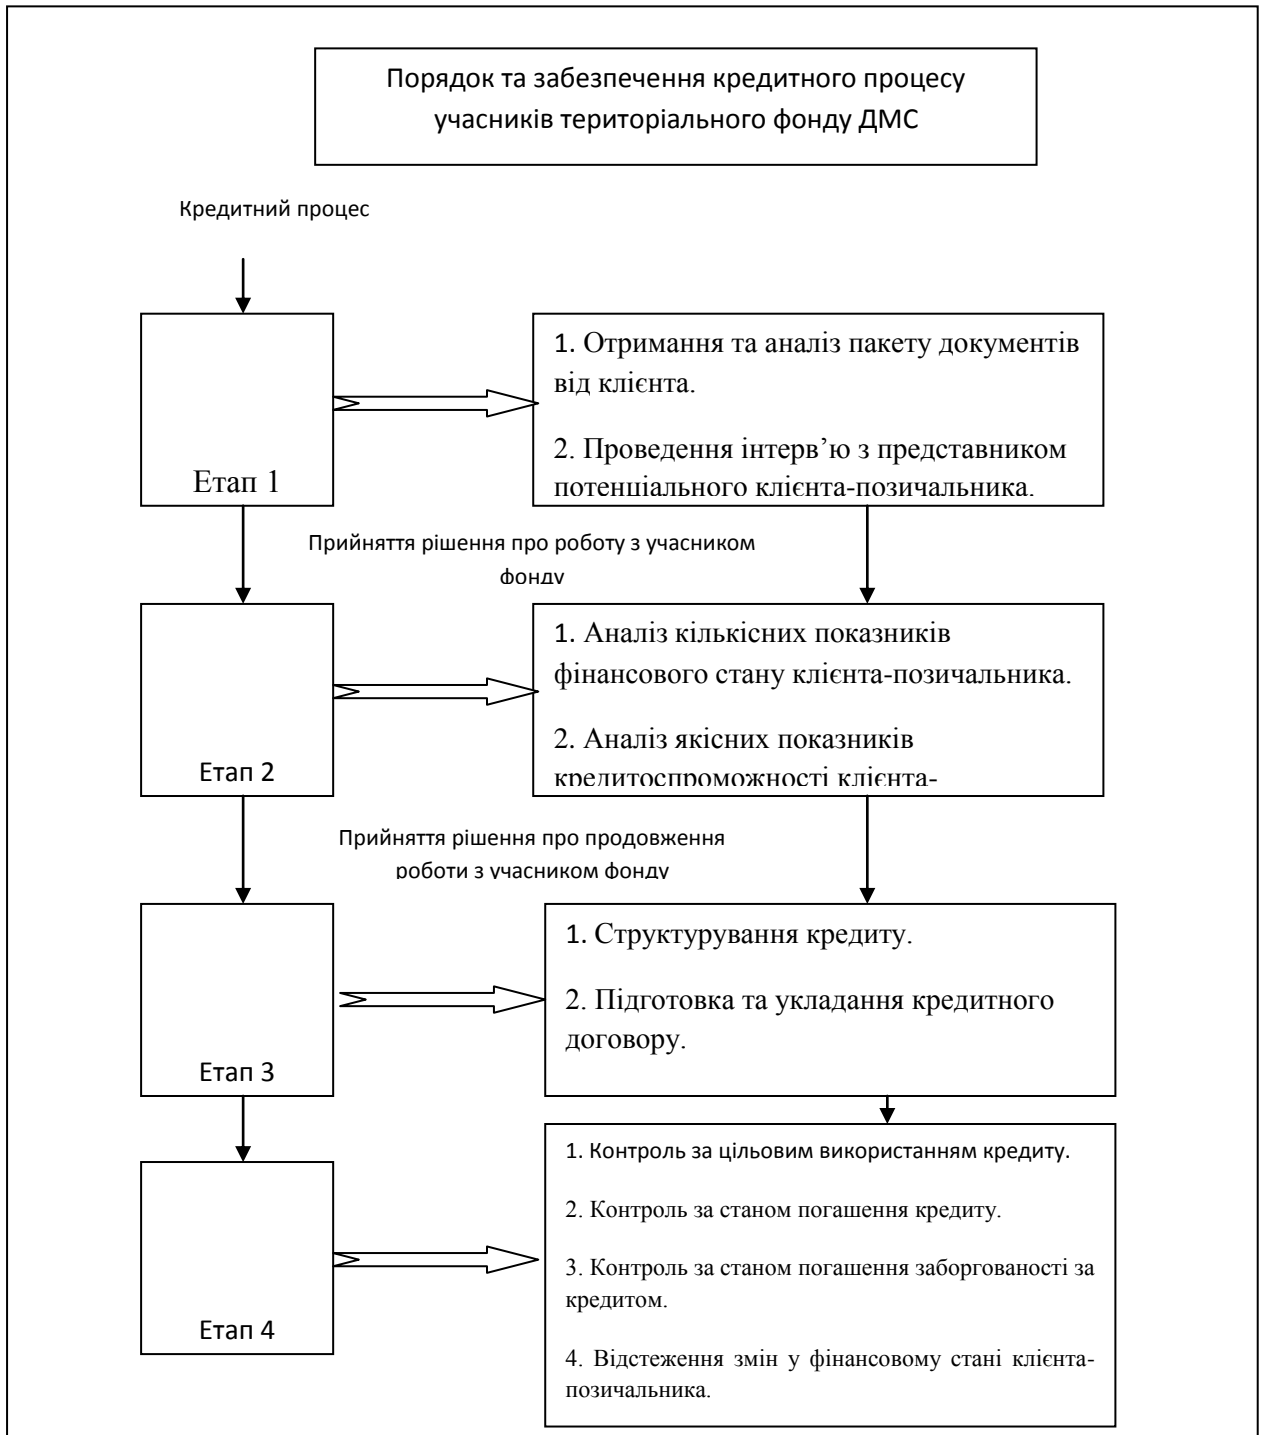 Порядок та забезпечення кредитного процесу
учасників територіального фонду ДМС
Кредитний процес
Етап 1
1. Отримання та аналіз пакету документів
від клієнта.
2. Проведення інтерв’ю з представником
потенціального клієнта-позичальника.
Прийняття рішення про роботу з учасником
фонду
Етап 2
1. Аналіз кількісних показників
фінансового стану клієнта-позичальника.
2. Аналіз якісних показників
кредитоспроможності клієнта-
Прийняття рішення про продовження
роботи з учасником фонду
Етап 3
1. Структурування кредиту.
2. Підготовка та укладання кредитного
договору.
Етап 4
1. Контроль за цільовим використанням кредиту.
2. Контроль за станом погашення кредиту.
3. Контроль за станом погашення заборгованості за
кредитом.
4. Відстеження змін у фінансовому стані клієнта-
позичальника.